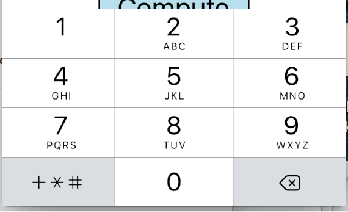 Compute
1 2 3
ABC DEF
4 5 6
GHI JKL MNO
7 8 9
PQRS TUV WXYZ
+*# 0